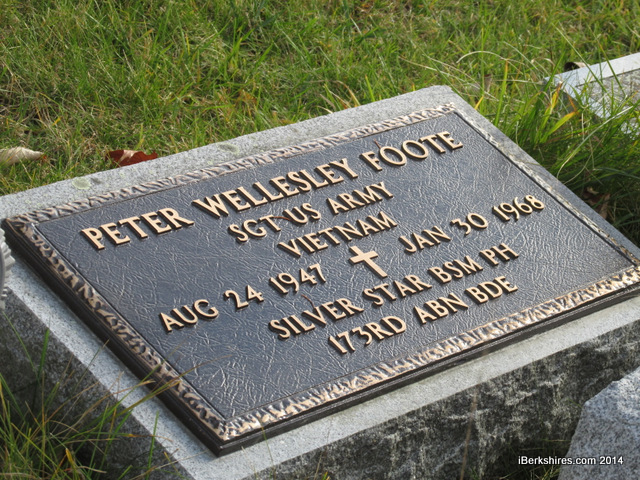 PETER WELLESLEY FOOTE
SGT US ARMY
VIETNAM
AUG 24 1947 JAN 30 1968
SILVER STAR BSM PH
173RD ABN BDE
iBerkshires.com 2014